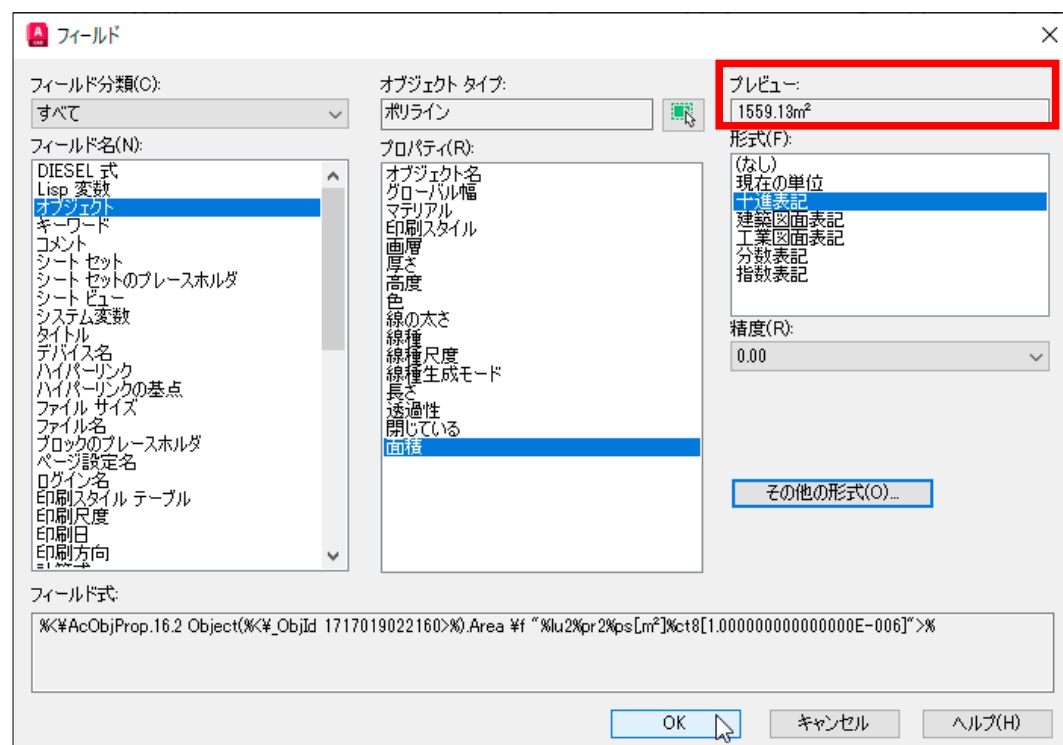 A
CAD
フィールド
フィールド分類(C):
すべて
フィールド名(N):
DIESEL 式
Lisp 変数
オブジェクト
キーワード
コメント
シート セット
シート セットのプレースホルダ
シート ビュー
システム変数
タイトル
デバイス名
ハイパーリンク
ハイパーリンクの基点
ファイル サイズ
ファイル名
ブロックのプレースホルダ
ページ設定名
ログイン名
印刷スタイル テーブル
印刷尺度
印刷日
印刷方向
オブジェクト タイプ:
ポリライン
プロパティ(R):
オブジェクト名
グローバル幅
マテリアル
印刷スタイル
画層
厚さ
高度
色
線の太さ
線種
線種尺度
線種生成モード
長さ
透過性
閉じている
面積
プレビュー:
1559.13m²
形式(F):
(なし)
現在の単位
十進表記
建築図面表記
工業図面表記
分数表記
指数表記
精度(R):
0.00
その他の形式(O)...
フィールド式:
%<¥AcObjProp.16.2 Object(%<¥_ObjId 1717019022160>%).Area ¥f "%lu2%pr2%ps[,m²]%ct8[1.000000000000000E-006]">%
OK
キャンセル
ヘルプ(H)